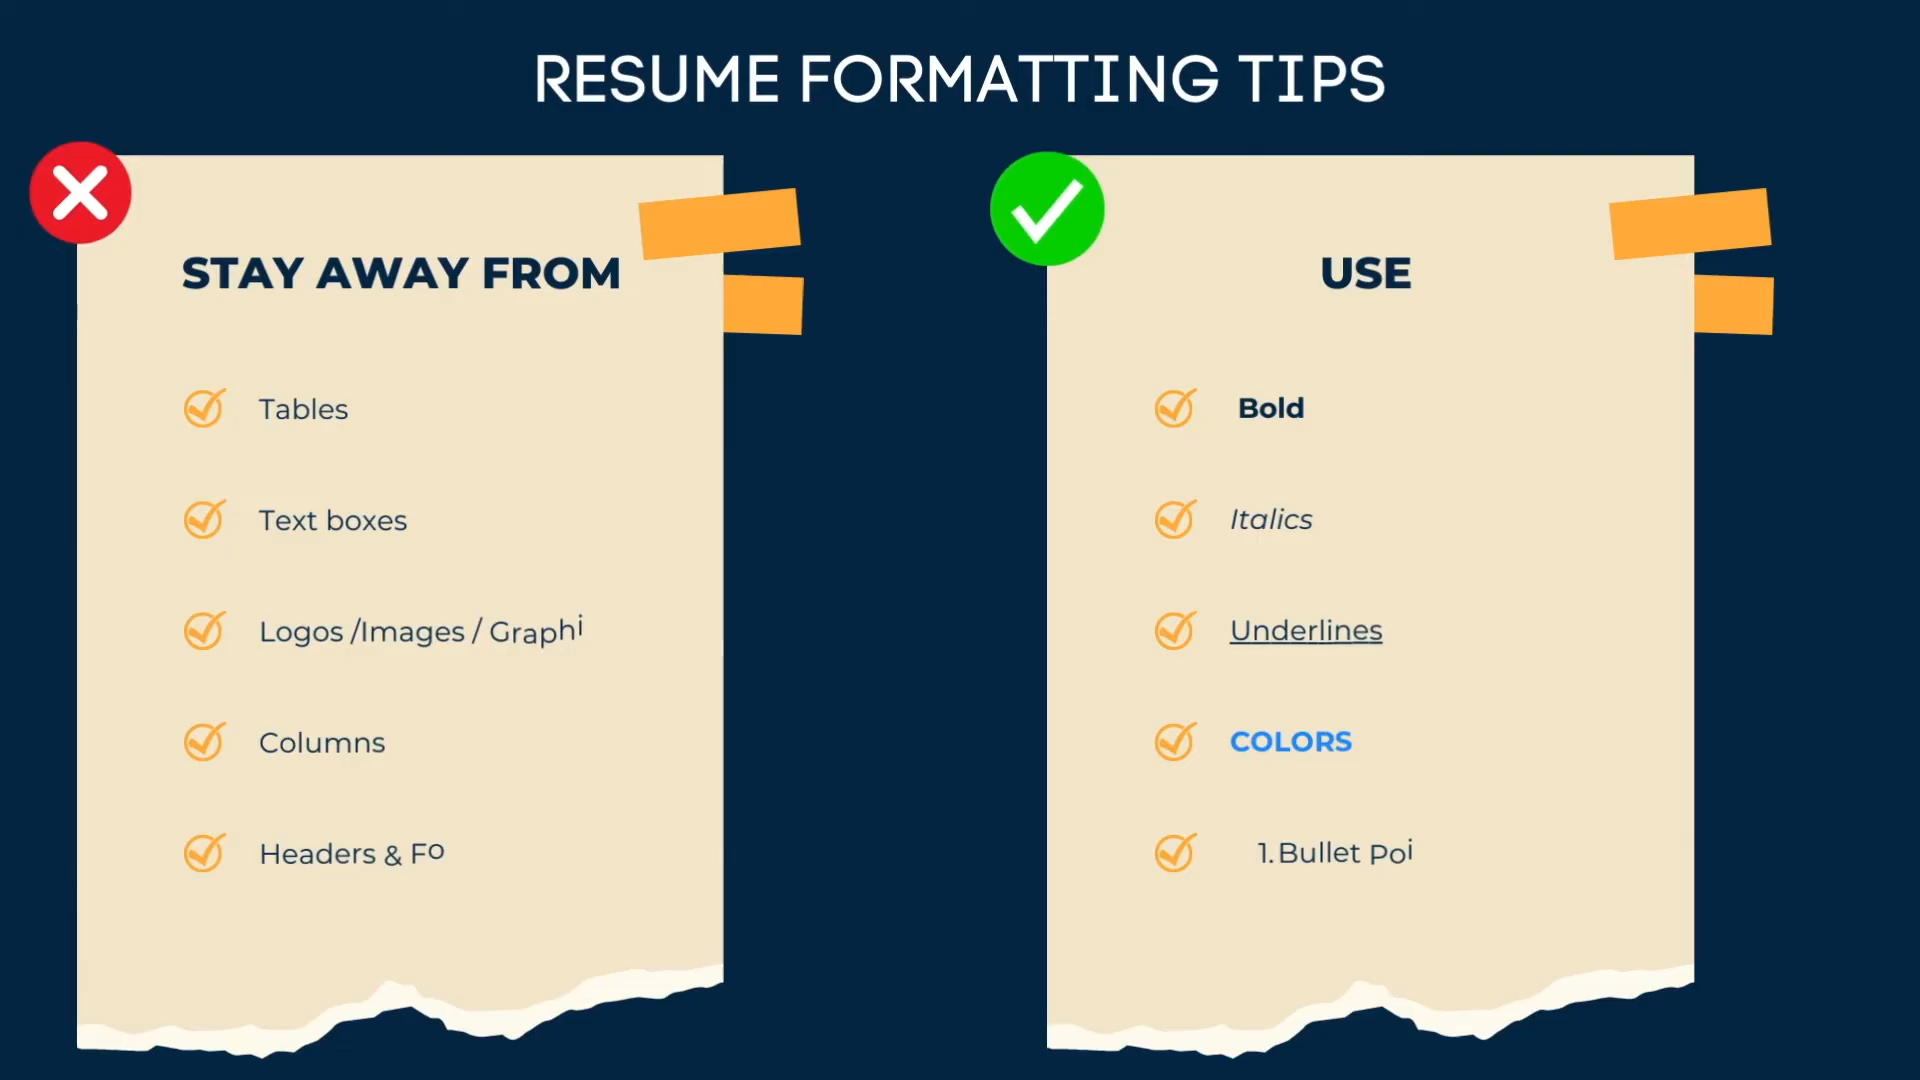 RESUME FORMATTING TIPS
STAY AWAY FROM
Tables
Text boxes
Logos /Images / Graphi
Columns
Headers & Fo
USE
Bold
Italics
Underlines
COLORS
1.Bullet Poi